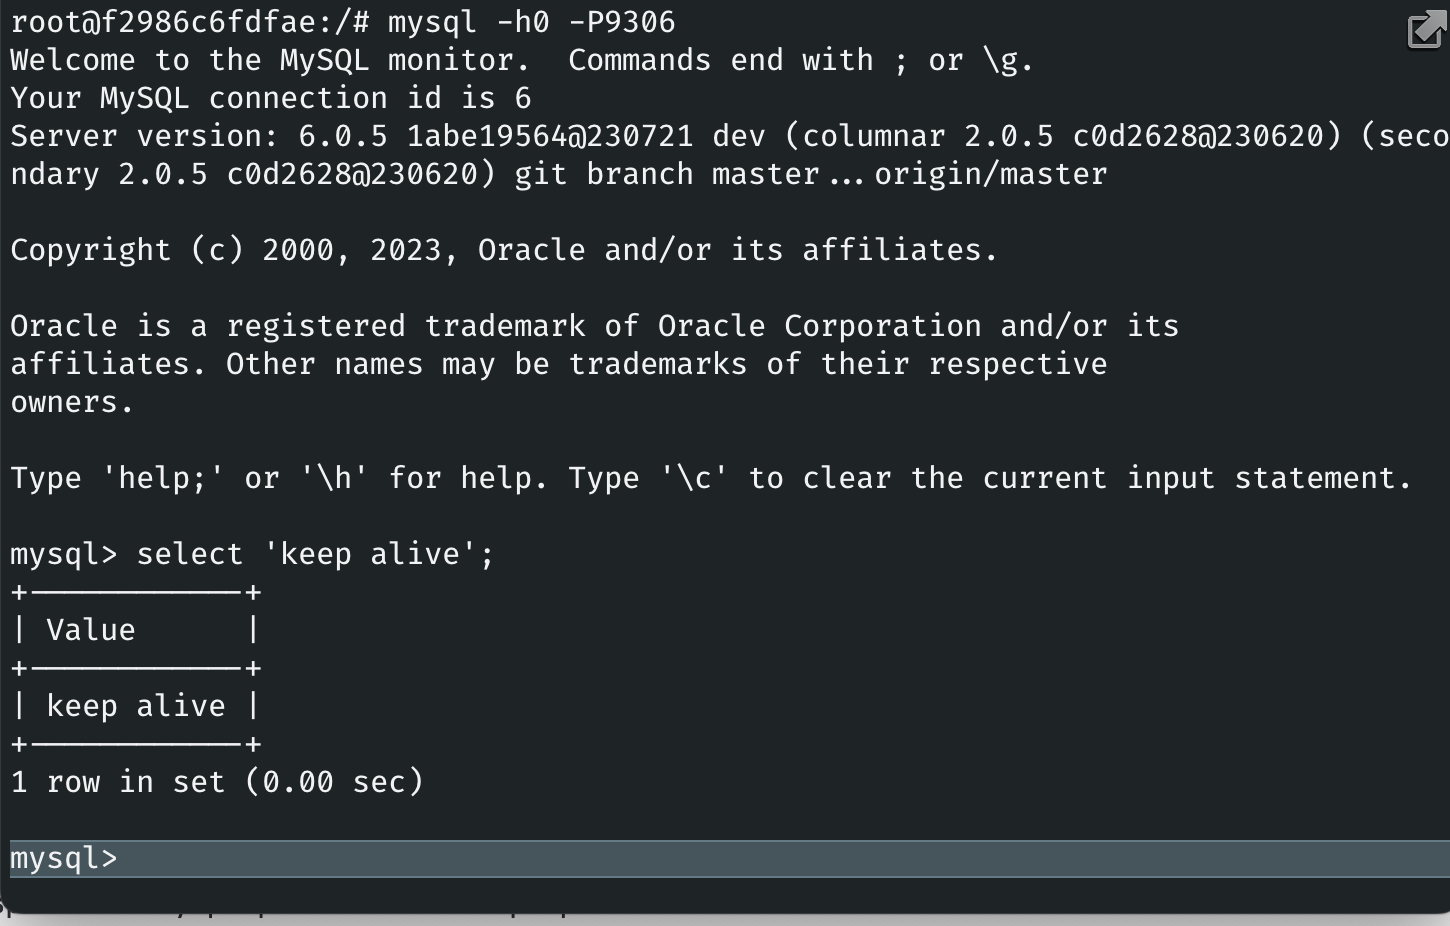 root@f2986c6fdfae:/# mysql -h0 -P9306
Welcome to the MySQL monitor.  Commands end with ; or \g.
Your MySQL connection id is 6
Server version: 6.0.5 1abe19564@230721 dev (columnar 2.0.5 c0d2628@230620) (seco
ndary 2.0.5 c0d2628@230620) git branch master...origin/master

Copyright (c) 2000, 2023, Oracle and/or its affiliates.

Oracle is a registered trademark of Oracle Corporation and/or its
affiliates. Other names may be trademarks of their respective
owners.

Type 'help;' or '\h' for help. Type '\c' to clear the current input statement.

mysql> select 'keep alive';
+------------+
| Value      |
+------------+
| keep alive |
+------------+
1 row in set (0.00 sec)

mysql>